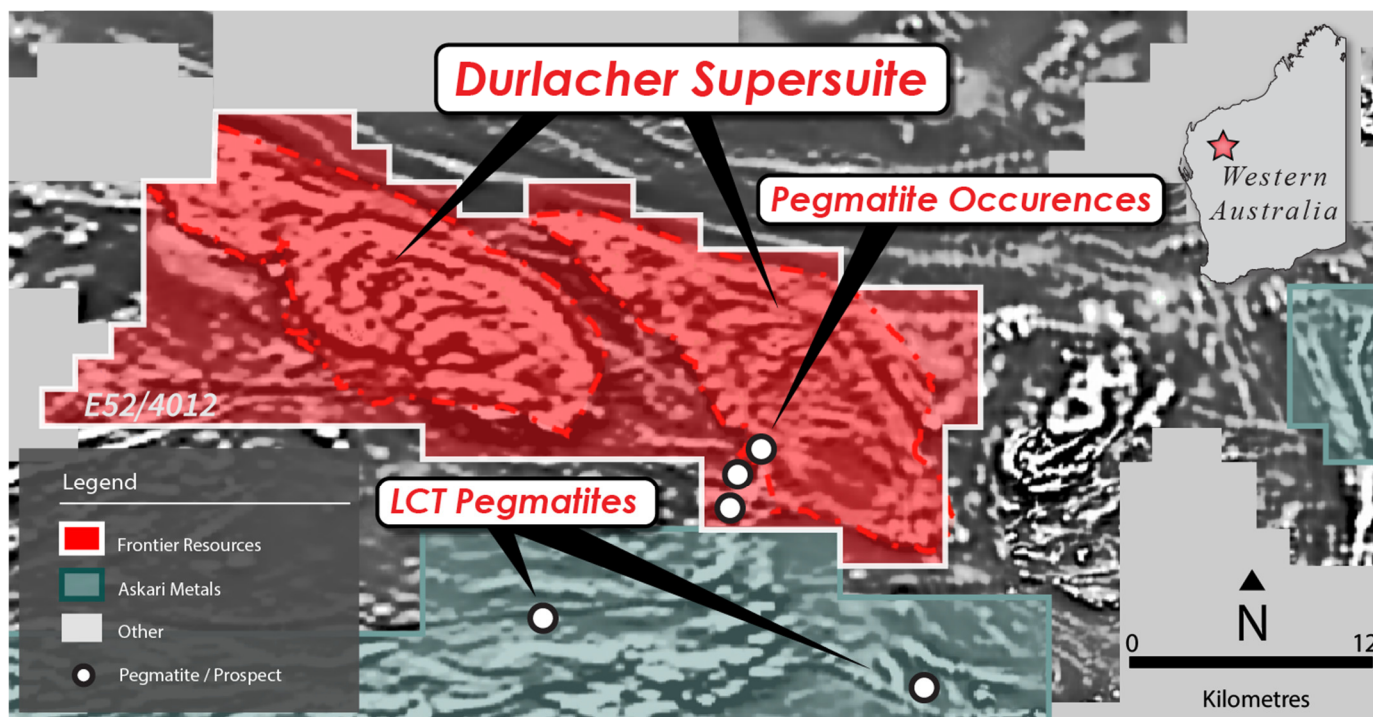 Durlacher Supersuite
Pegmatite Occurences
Western
Australia
E52/4012
LCT Pegmatites
Legend
Frontier Resources
Askari Metals
Other
Pegmatite / Prospect
N
0 12
Kilometres